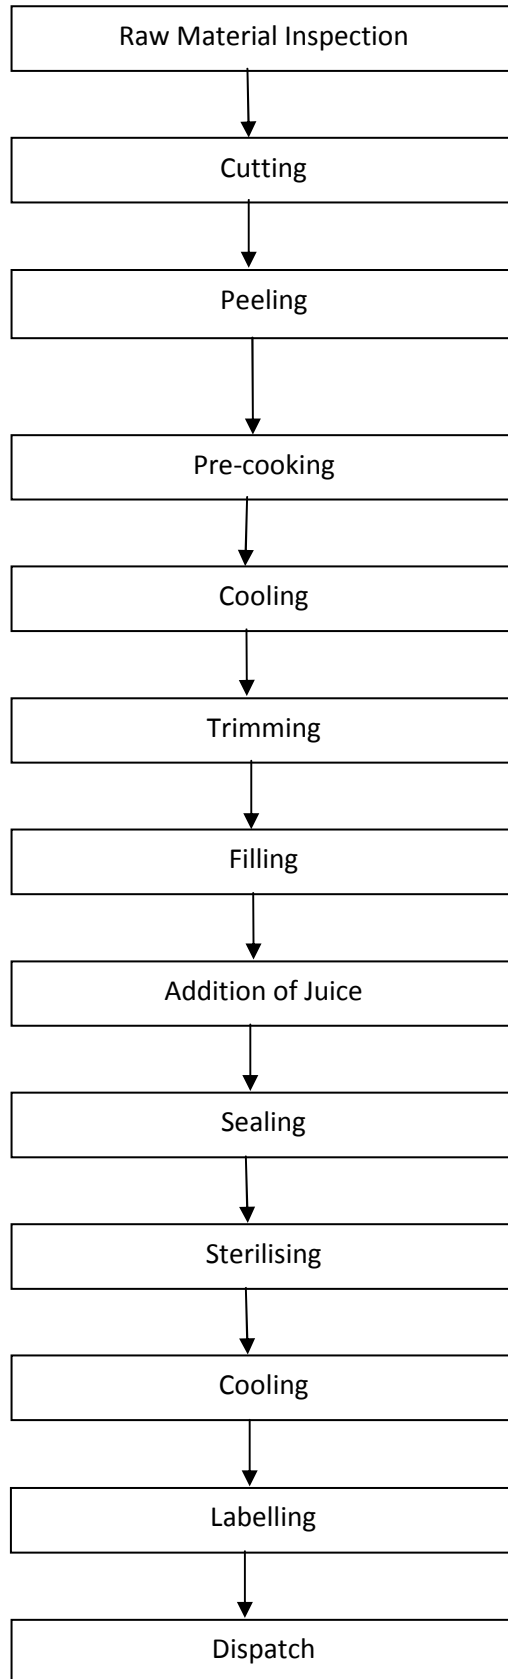 Raw Material Inspection
Cutting
Peeling
Pre-cooking
Cooling
Trimming
Filling
Addition of Juice
Sealing
Sterilising
Cooling
Labelling
Dispatch